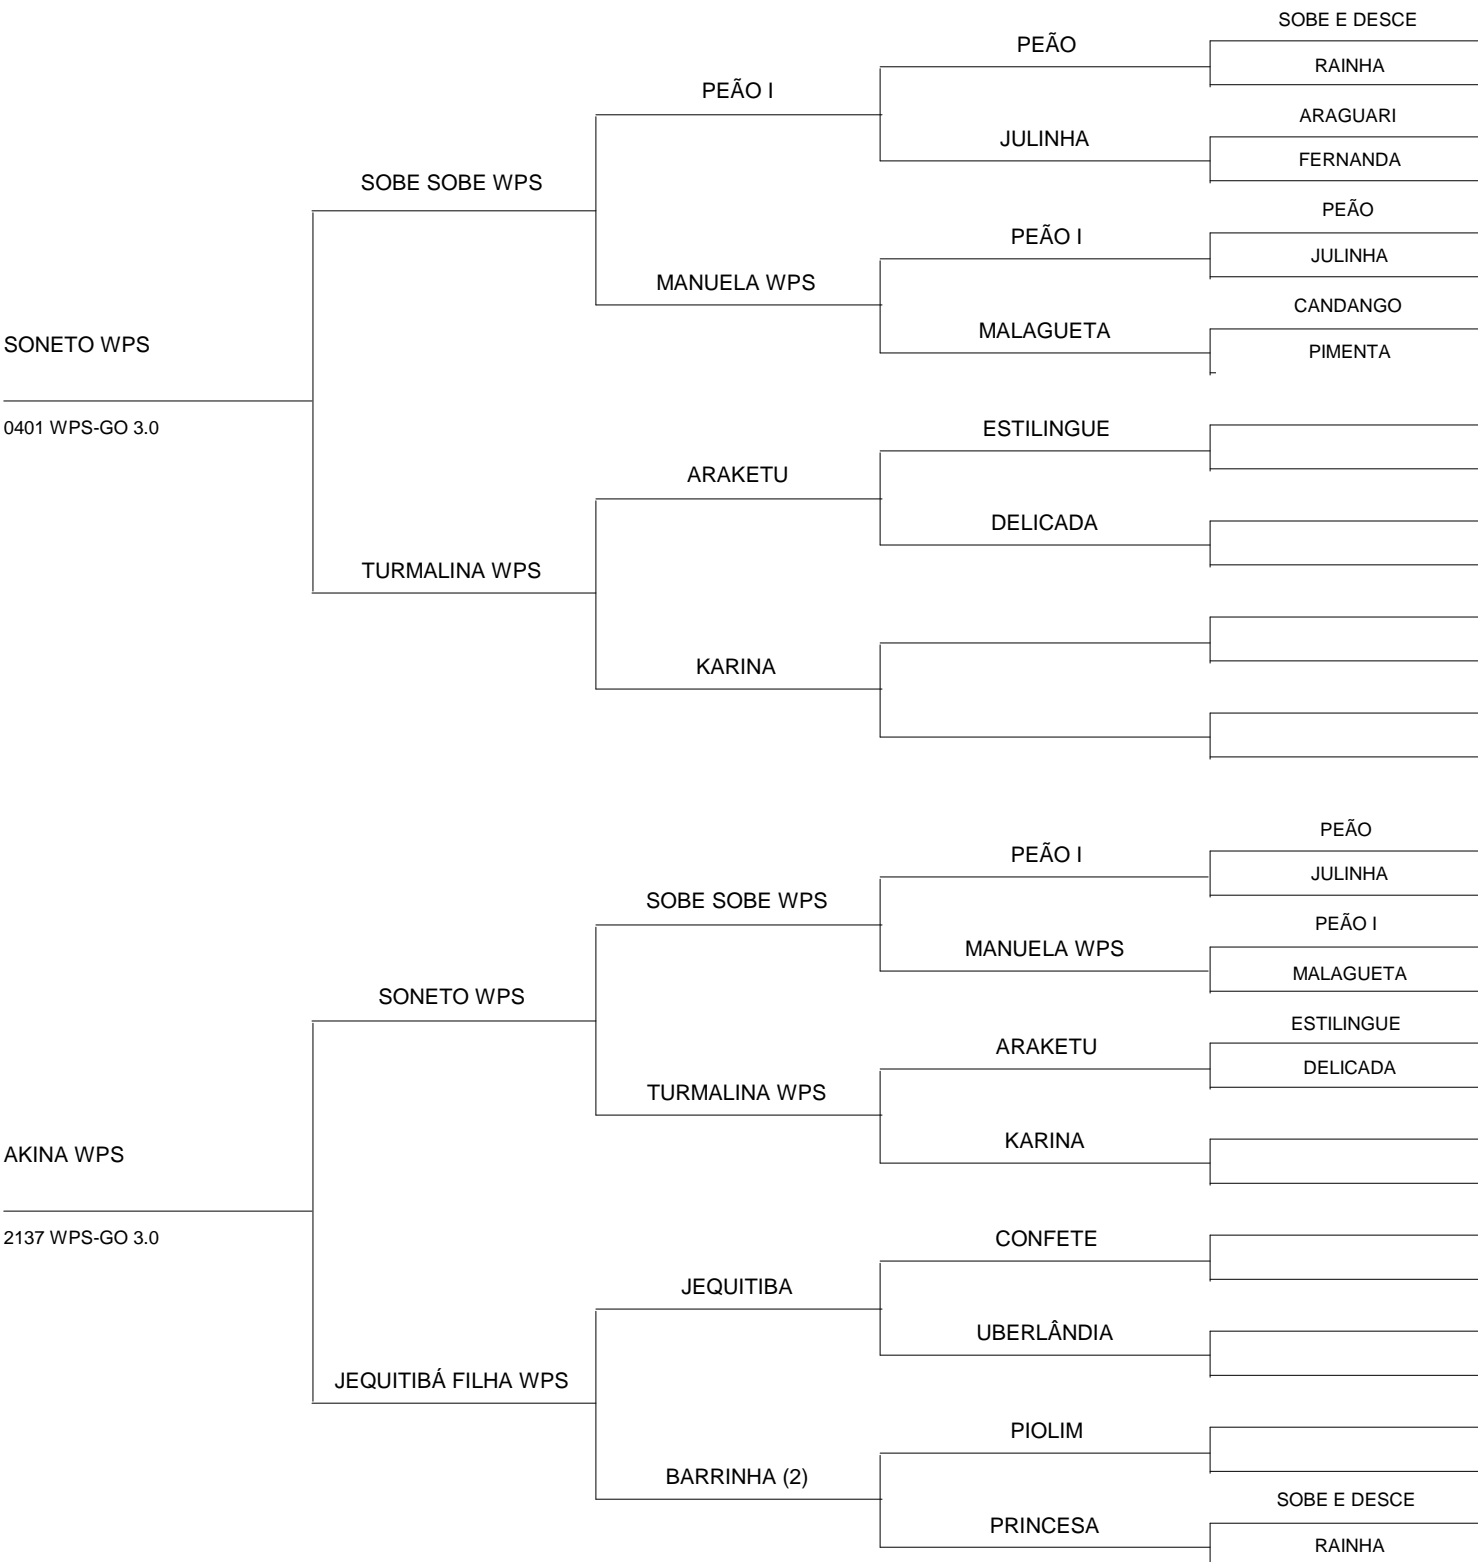 SOBE E DESCE
PEÃO
RAINHA
PEÃO I
ARAGUARI
JULINHA
FERNANDA
SOBE SOBE WPS
PEÃO
PEÃO I
JULINHA
MANUELA WPS
CANDANGO
MALAGUETA
PIMENTA
SONETO WPS
0401 WPS-GO 3.0
ESTILINGUE
ARAKETU
DELICADA
TURMALINA WPS
KARINA
PEÃO
PEÃO I
JULINHA
SOBE SOBE WPS
PEÃO I
MANUELA WPS
MALAGUETA
SONETO WPS
ESTILINGUE
ARAKETU
DELICADA
TURMALINA WPS
KARINA
AKINA WPS
2137 WPS-GO 3.0
CONFETE
JEQUITIBA
UBERLÂNDIA
JEQUITIBÁ FILHA WPS
PIOLIM
BARRINHA (2)
SOBE E DESCE
PRINCESA
RAINHA